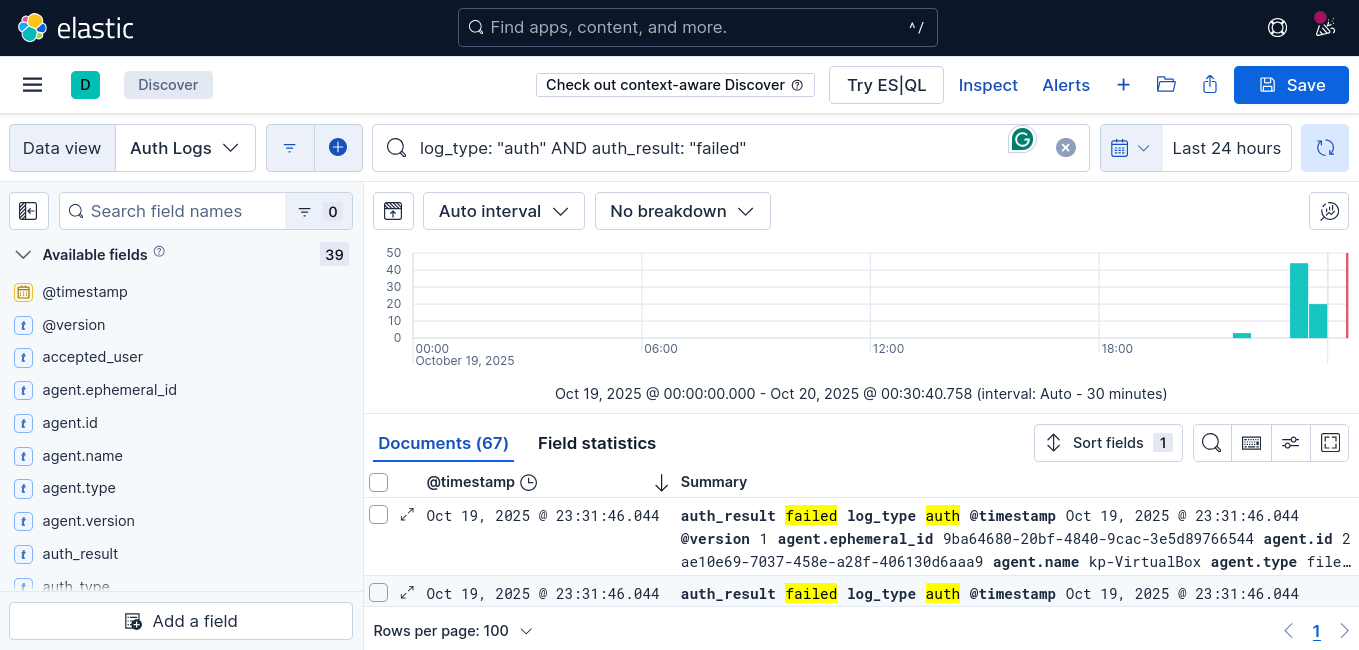 elastic
Find apps, content, and more. ^ /
D Discover Check out context-aware Discover Try ES|QL Inspect Alerts Save
Data view Auth Logs log_type: "auth" AND auth_result: "failed" Last 24 hours
Search field names 0 Auto interval No breakdown
Available fields 39
@timestamp
@version
accepted_user
agent.ephemeral_id
agent.id
agent.name
agent.type
agent.version
auth_result
auth_type
Add a field
50
40
30
20
10
0
00:00 06:00 12:00 18:00
October 19, 2025
Oct 19, 2025 @ 00:00:00.000 - Oct 20, 2025 @ 00:30:40.758 (interval: Auto - 30 minutes)
Documents (67) Field statistics Sort fields 1
@timestamp Summary
Oct 19, 2025 @ 23:31:46.044 auth_result failed log_type auth @timestamp Oct 19, 2025 @ 23:31:46.044
@version 1 agent.ephemeral_id 9ba64680-20bf-4840-9cac-3e5d89766544 agent.id 2
ae10e69-7037-458e-a28f-406130d6aaa9 agent.name kp-VirtualBox agent.type file…
Oct 19, 2025 @ 23:31:46.044 auth_result failed log_type auth @timestamp Oct 19, 2025 @ 23:31:46.044
Rows per page: 100 1